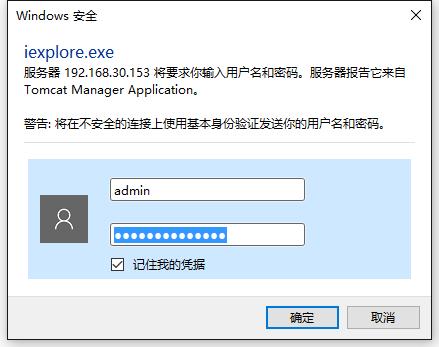 Windows 安全
iexplore.exe
服务器 192.168.30.153 将要求你输入用户名和密码。服务器报告它来自
Tomcat Manager Application。
警告: 将在不安全的连接上使用基本身份验证发送你的用户名和密码。
admin
●●●●●●●●●●●●●●
记住我的凭据
确定
取消